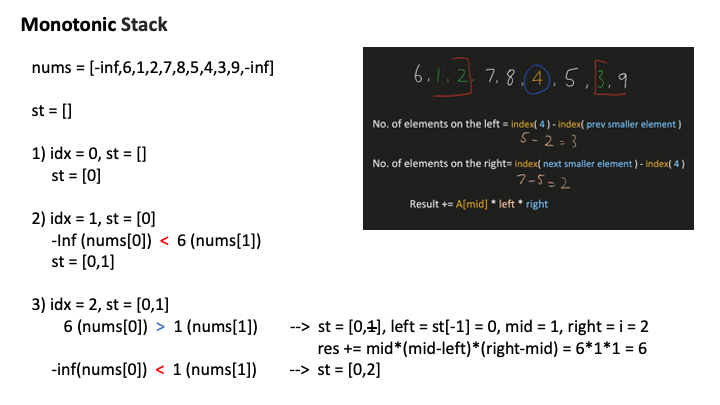 Monotonic Stack
nums = [-inf,6,1,2,7,8,5,4,3,9,-inf]
st = []
1) idx = 0, st = []
st = [0]
2) idx = 1, st = [0]
-Inf (nums[0]) < 6 (nums[1])
st = [0,1]
3) idx = 2, st = [0,1]
6 (nums[0]) > 1 (nums[1]) --> st = [0,1], left = st[-1] = 0, mid = 1, right = i = 2
res += mid*(mid-left)*(right-mid) = 6*1*1 = 6
-inf(nums[0]) < 1 (nums[1]) --> st = [0,2]
6,1,2,7,8,4,5,3,9
No. of elements on the left = index( 4 ) - index( prev smaller element )
5-2=3
No. of elements on the right= index( next smaller element ) - index( 4 )
7-5=2
Result += A[mid] * left * right